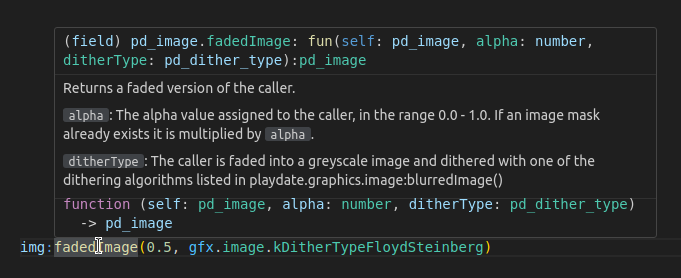 (field) pd_image.fadedImage: fun(self: pd_image, alpha: number,
ditherType: pd_dither_type):pd_image
Returns a faded version of the caller.
alpha : The alpha value assigned to the caller, in the range 0.0 - 1.0. If an image mask
already exists it is multiplied by alpha .
ditherType : The caller is faded into a greyscale image and dithered with one of the
dithering algorithms listed in playdate.graphics.image:blurredImage()
function (self: pd_image, alpha: number, ditherType: pd_dither_type)
-> pd_image
img:fadedImage(0.5, gfx.image.kDitherTypeFloydSteinberg)